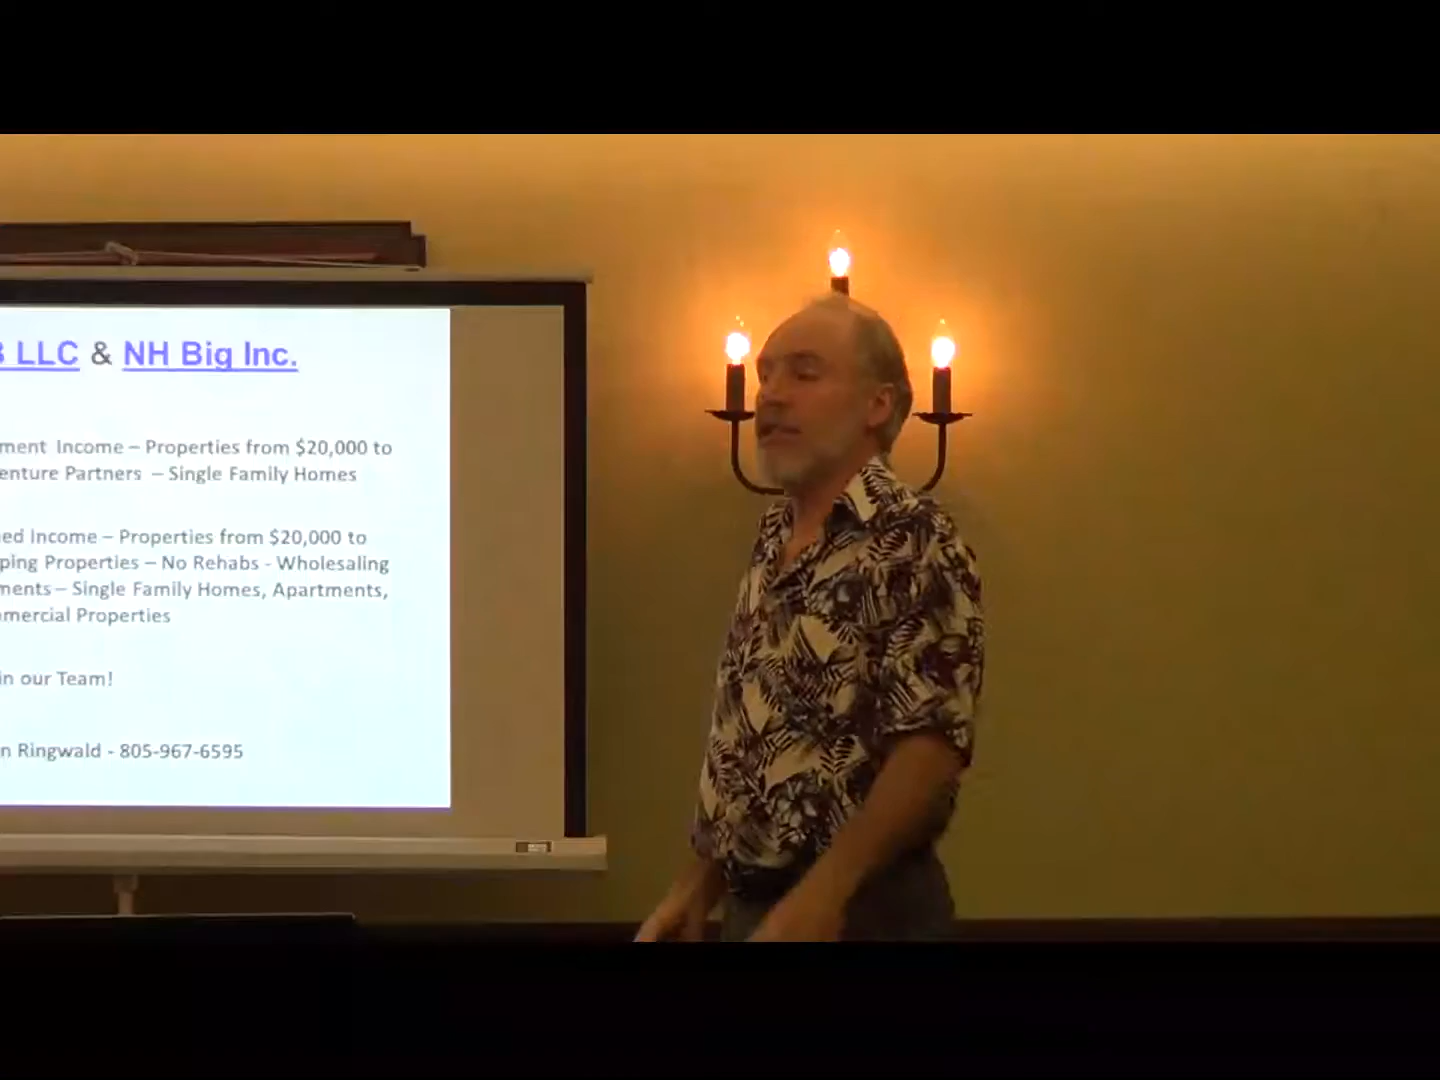 LLC & NH Big Inc.
ment Income – Properties from $20,000 to
enture Partners – Single Family Homes
ed Income – Properties from $20,000 to
ping Properties – No Rehabs - Wholesaling
ments – Single Family Homes, Apartments,
mercial Properties
in our Team!
n Ringwald - 805-967-6595